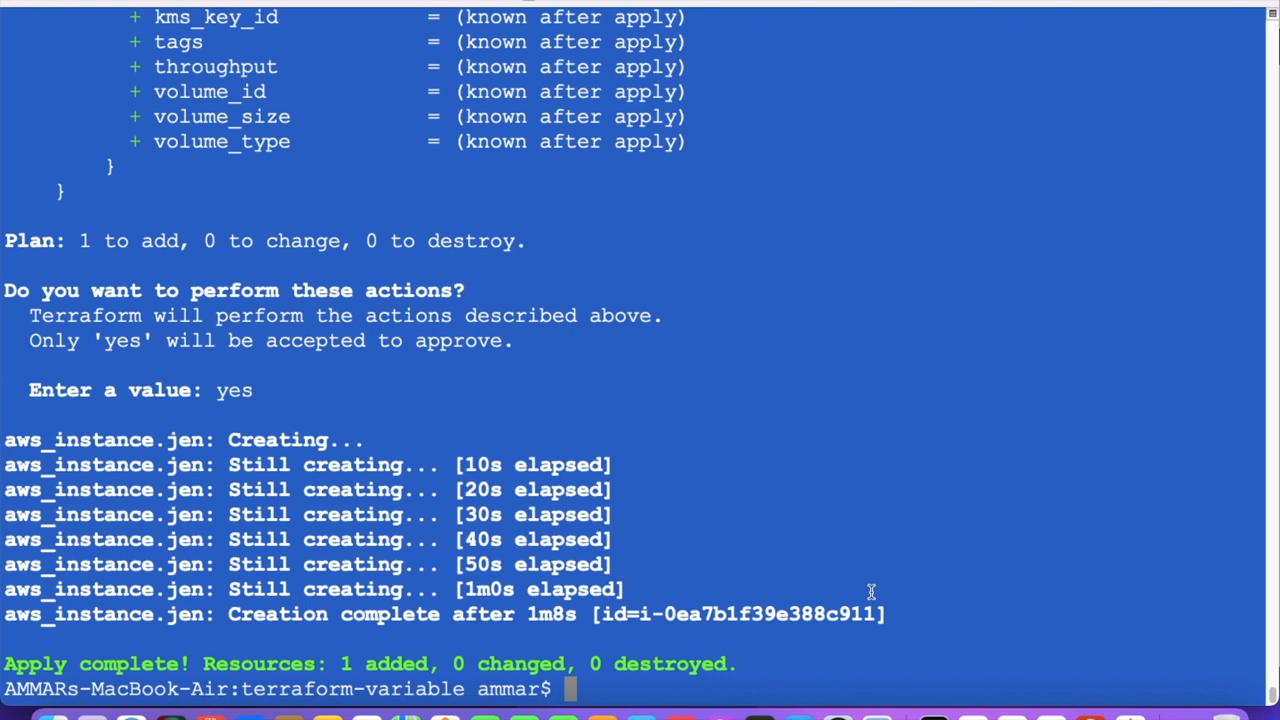 + kms_key_id = (known after apply)
+ tags = (known after apply)
+ throughput = (known after apply)
+ volume_id = (known after apply)
+ volume_size = (known after apply)
+ volume_type = (known after apply)
}
}
Plan: 1 to add, 0 to change, 0 to destroy.
Do you want to perform these actions?
Terraform will perform the actions described above.
Only 'yes' will be accepted to approve.
Enter a value: yes
aws_instance.jen: Creating...
aws_instance.jen: Still creating... [10s elapsed]
aws_instance.jen: Still creating... [20s elapsed]
aws_instance.jen: Still creating... [30s elapsed]
aws_instance.jen: Still creating... [40s elapsed]
aws_instance.jen: Still creating... [50s elapsed]
aws_instance.jen: Still creating... [1m0s elapsed]
aws_instance.jen: Creation complete after 1m8s [id=i-0ea7b1f39e388c911]
Apply complete! Resources: 1 added, 0 changed, 0 destroyed.
AMMARs-MacBook-Air:terraform-variable ammar$